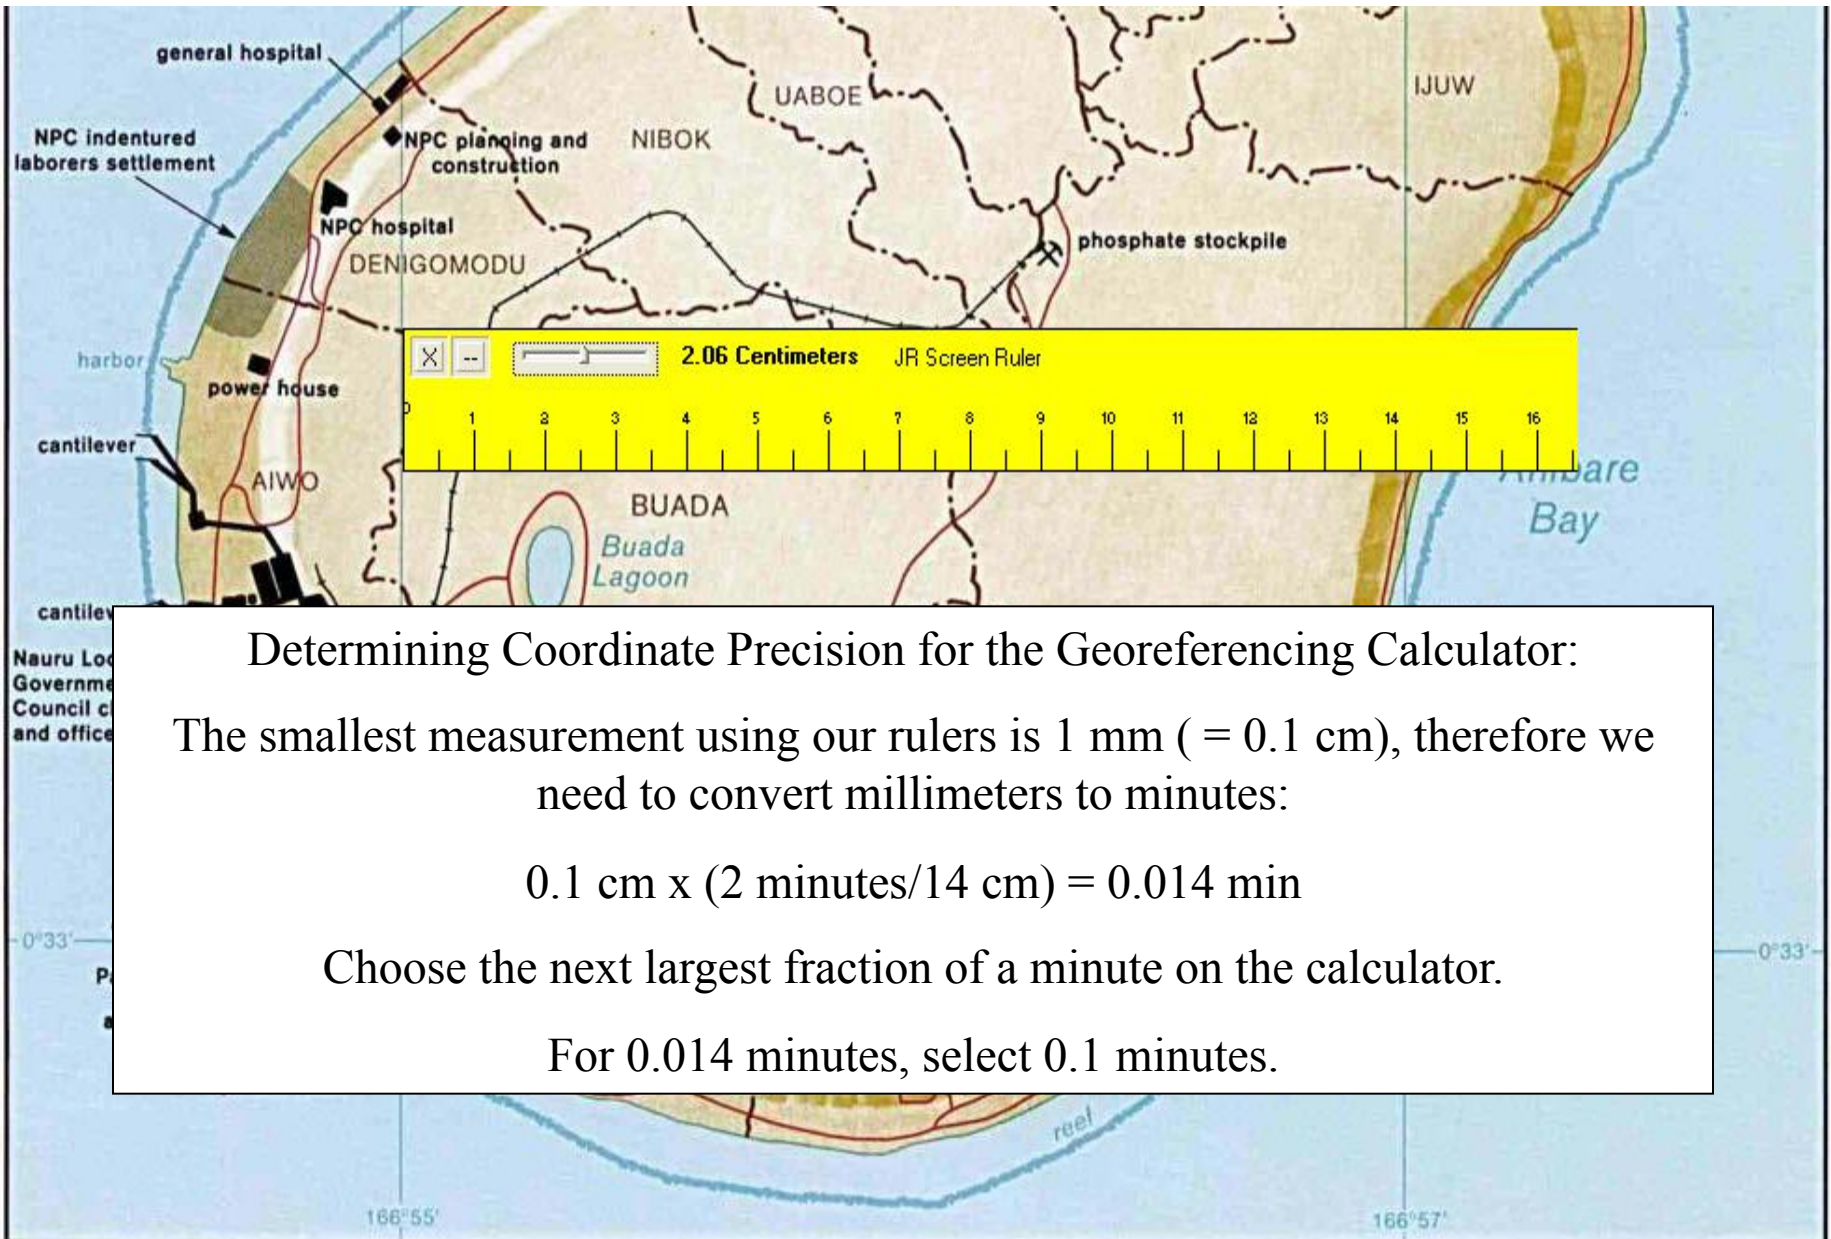 general hospital
UABOE
IJUW
NPC indentured
laborers settlement
NPC planning and
construction
NIBOK
NPC hospital
phosphate stockpile
DENIGOMODU
harbor
power house
X -- 2.06 Centimeters JR Screen Ruler
0 1 2 3 4 5 6 7 8 9 10 11 12 13 14 15 16
cantilever
AIWO
BUADA
Bay
Buada
Lagoon
Nauru
Council
and office
Determining Coordinate Precision for the Georeferencing Calculator:
The smallest measurement using our rulers is 1 mm ( = 0.1 cm), therefore we
need to convert millimeters to minutes:
0.1 cm x (2 minutes/14 cm) = 0.014 min
Choose the next largest fraction of a minute on the calculator.
For 0.014 minutes, select 0.1 minutes.
0°33'
0°33'
reef
166°55'
166°57'